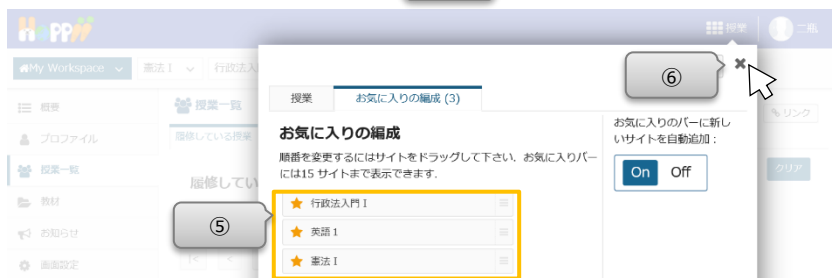 Hoppii
授業
二瓶
My Workspace
憲法 I
行政法入
⑥
授業
お気に入りの編成 (3)
概要
授業一覧
お気に入りのバーに新し
いサイトを自動追加：
リンク
プロファイル
履修している授業
お気に入りの編成
順番を変更するにはサイトをドラッグして下さい．お気に入りバー
には15 サイトまで表示できます．
On
Off
クリア
授業一覧
履修してい
教材
⑤
行政法入門 I
お知らせ
英語 1
画面設定
|<
<
憲法 I